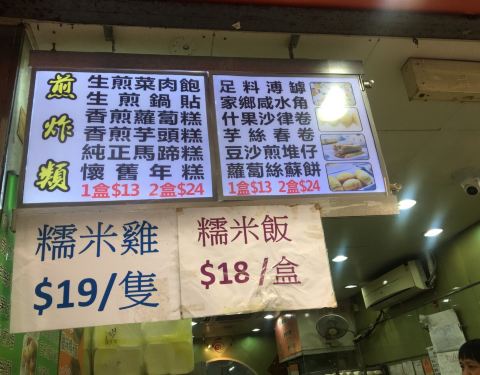 煎炸類
生煎菜肉飽
生煎鍋貼
香煎蘿蔔糕
香煎芋頭糕
純正馬蹄糕
懷舊年糕
1盒$13 2盒$24
足料薄罉
家鄉咸水角
什果沙律卷
芋絲春卷
豆沙煎堆仔
蘿蔔絲酥餅
1盒$13 2盒$24
糯米雞
$19/隻
糯米飯
$18/盒